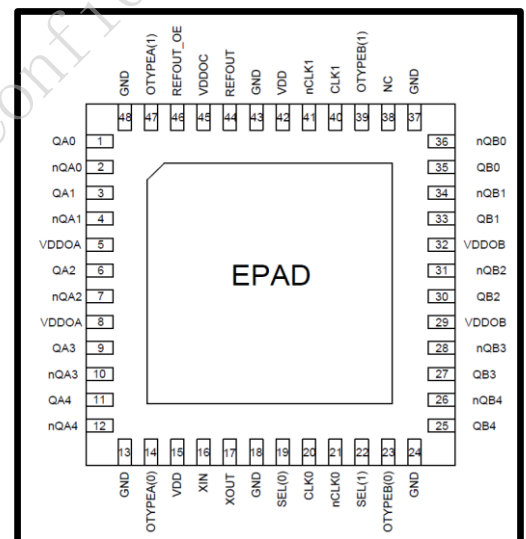 confi
GND OTYPEA(1) REFOUT_OE VDDOC REFOUT GND VDD nCLK1 CLK1 OTYPEB(1) NC GND
48 47 46 45 44 43 42 41 40 39 38 37
QA0 1 36 nQB0
nQA0 2 35 QB0
QA1 3 34 nQB1
nQA1 4 33 QB1
VDDOA 5 32 VDDOB
QA2 6 31 nQB2
nQA2 7 30 QB2
VDDOA 8 29 VDDOB
QA3 9 28 nQB3
nQA3 10 27 QB3
QA4 11 26 nQB4
nQA4 12 25 QB4
EPAD
13 14 15 16 17 18 19 20 21 22 23 24
GND OTYPEA(0) VDD XIN XOUT GND SEL(0) CLK0 nCLK0 SEL(1) OTYPEB(0) GND